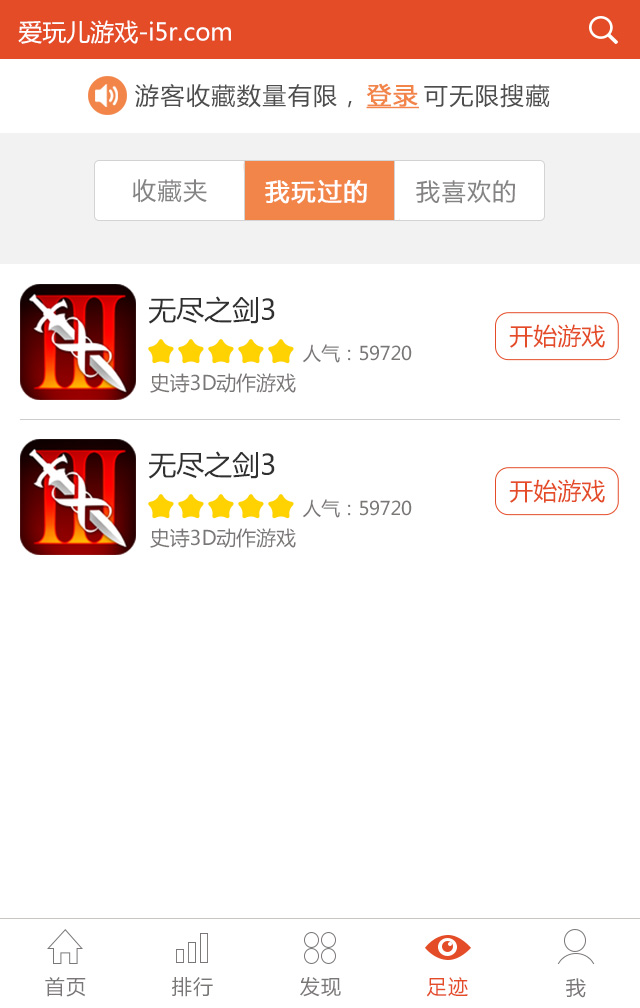 爱玩儿游戏-i5r.com
游客收藏数量有限，登录可无限搜藏
收藏夹 我玩过的 我喜欢的
无尽之剑3
人气：59720
史诗3D动作游戏
开始游戏
无尽之剑3
人气：59720
史诗3D动作游戏
开始游戏
首页 排行 发现 足迹 我